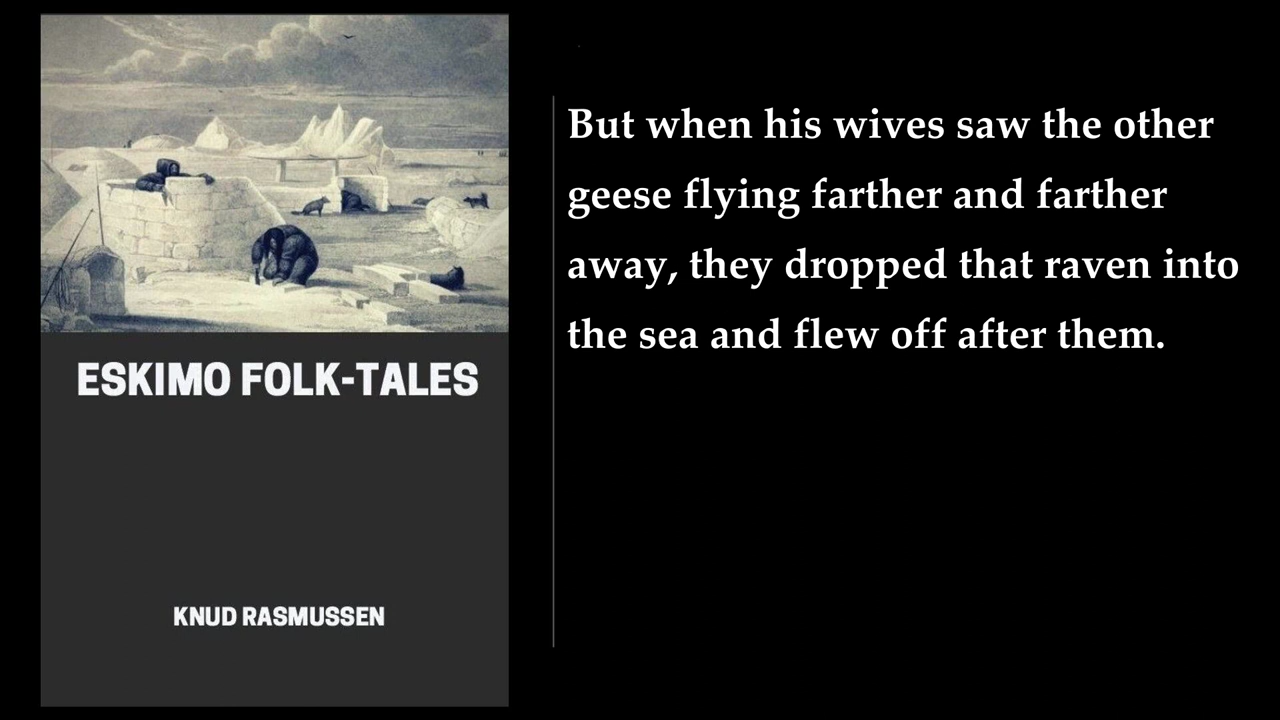 ESKIMO FOLK-TALES
KNUD RASMUSSEN
But when his wives saw the other
geese flying farther and farther
away, they dropped that raven into
the sea and flew off after them.